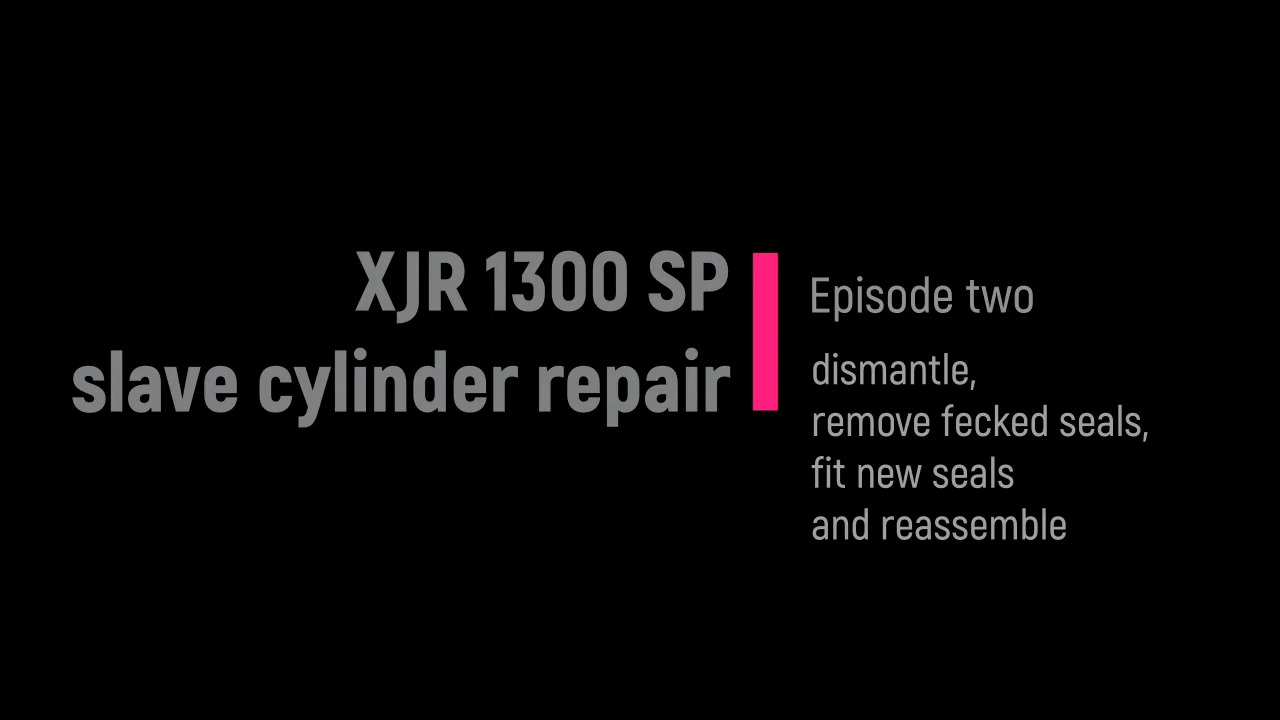 XJR 1300 SP
slave cylinder repair
Episode two
dismantle,
remove fecked seals,
fit new seals
and reassemble